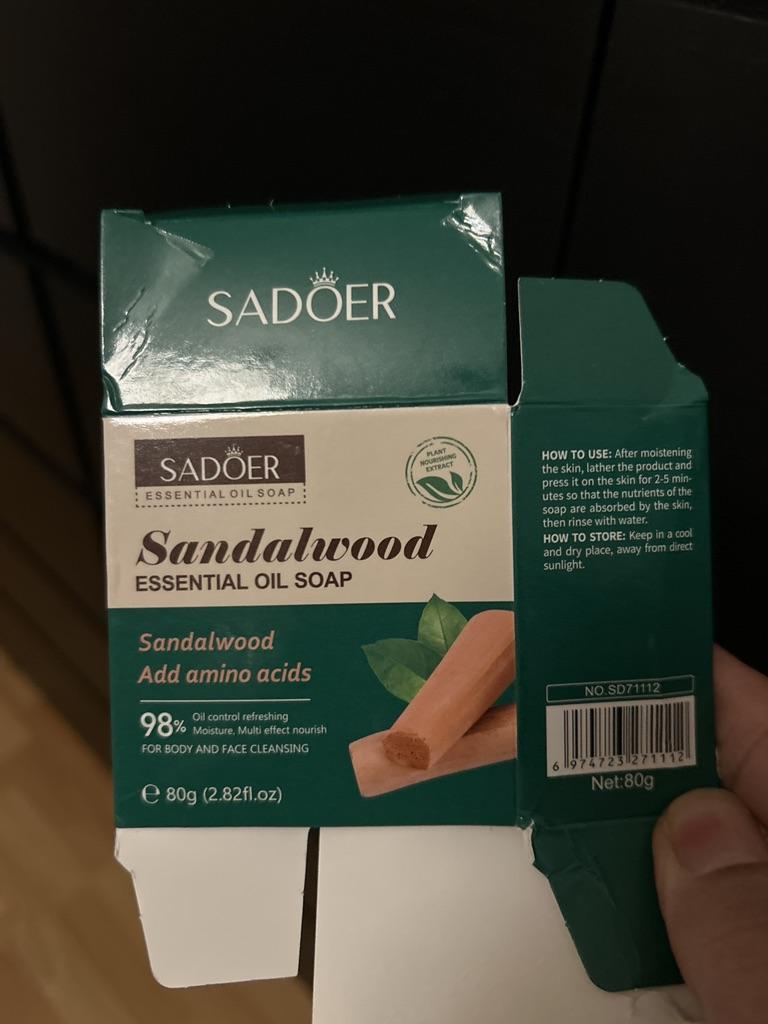 SADOER
SADOER
ESSENTIAL OIL SOAP
PLANT
NOURISHING
EXTRACT
Sandalwood
ESSENTIAL OIL SOAP
Sandalwood
Add amino acids
98% Oil control refreshing
Moisture, Multi effect nourish
FOR BODY AND FACE CLEANSING
℮ 80g (2.82fl.oz)
HOW TO USE: After moistening
the skin, lather the product and
press it on the skin for 2-5 min-
utes so that the nutrients of the
soap are absorbed by the skin,
then rinse with water.
HOW TO STORE: Keep in a cool
and dry place, away from direct
sunlight.
NO.SD71112
6 974723 271112
Net:80g